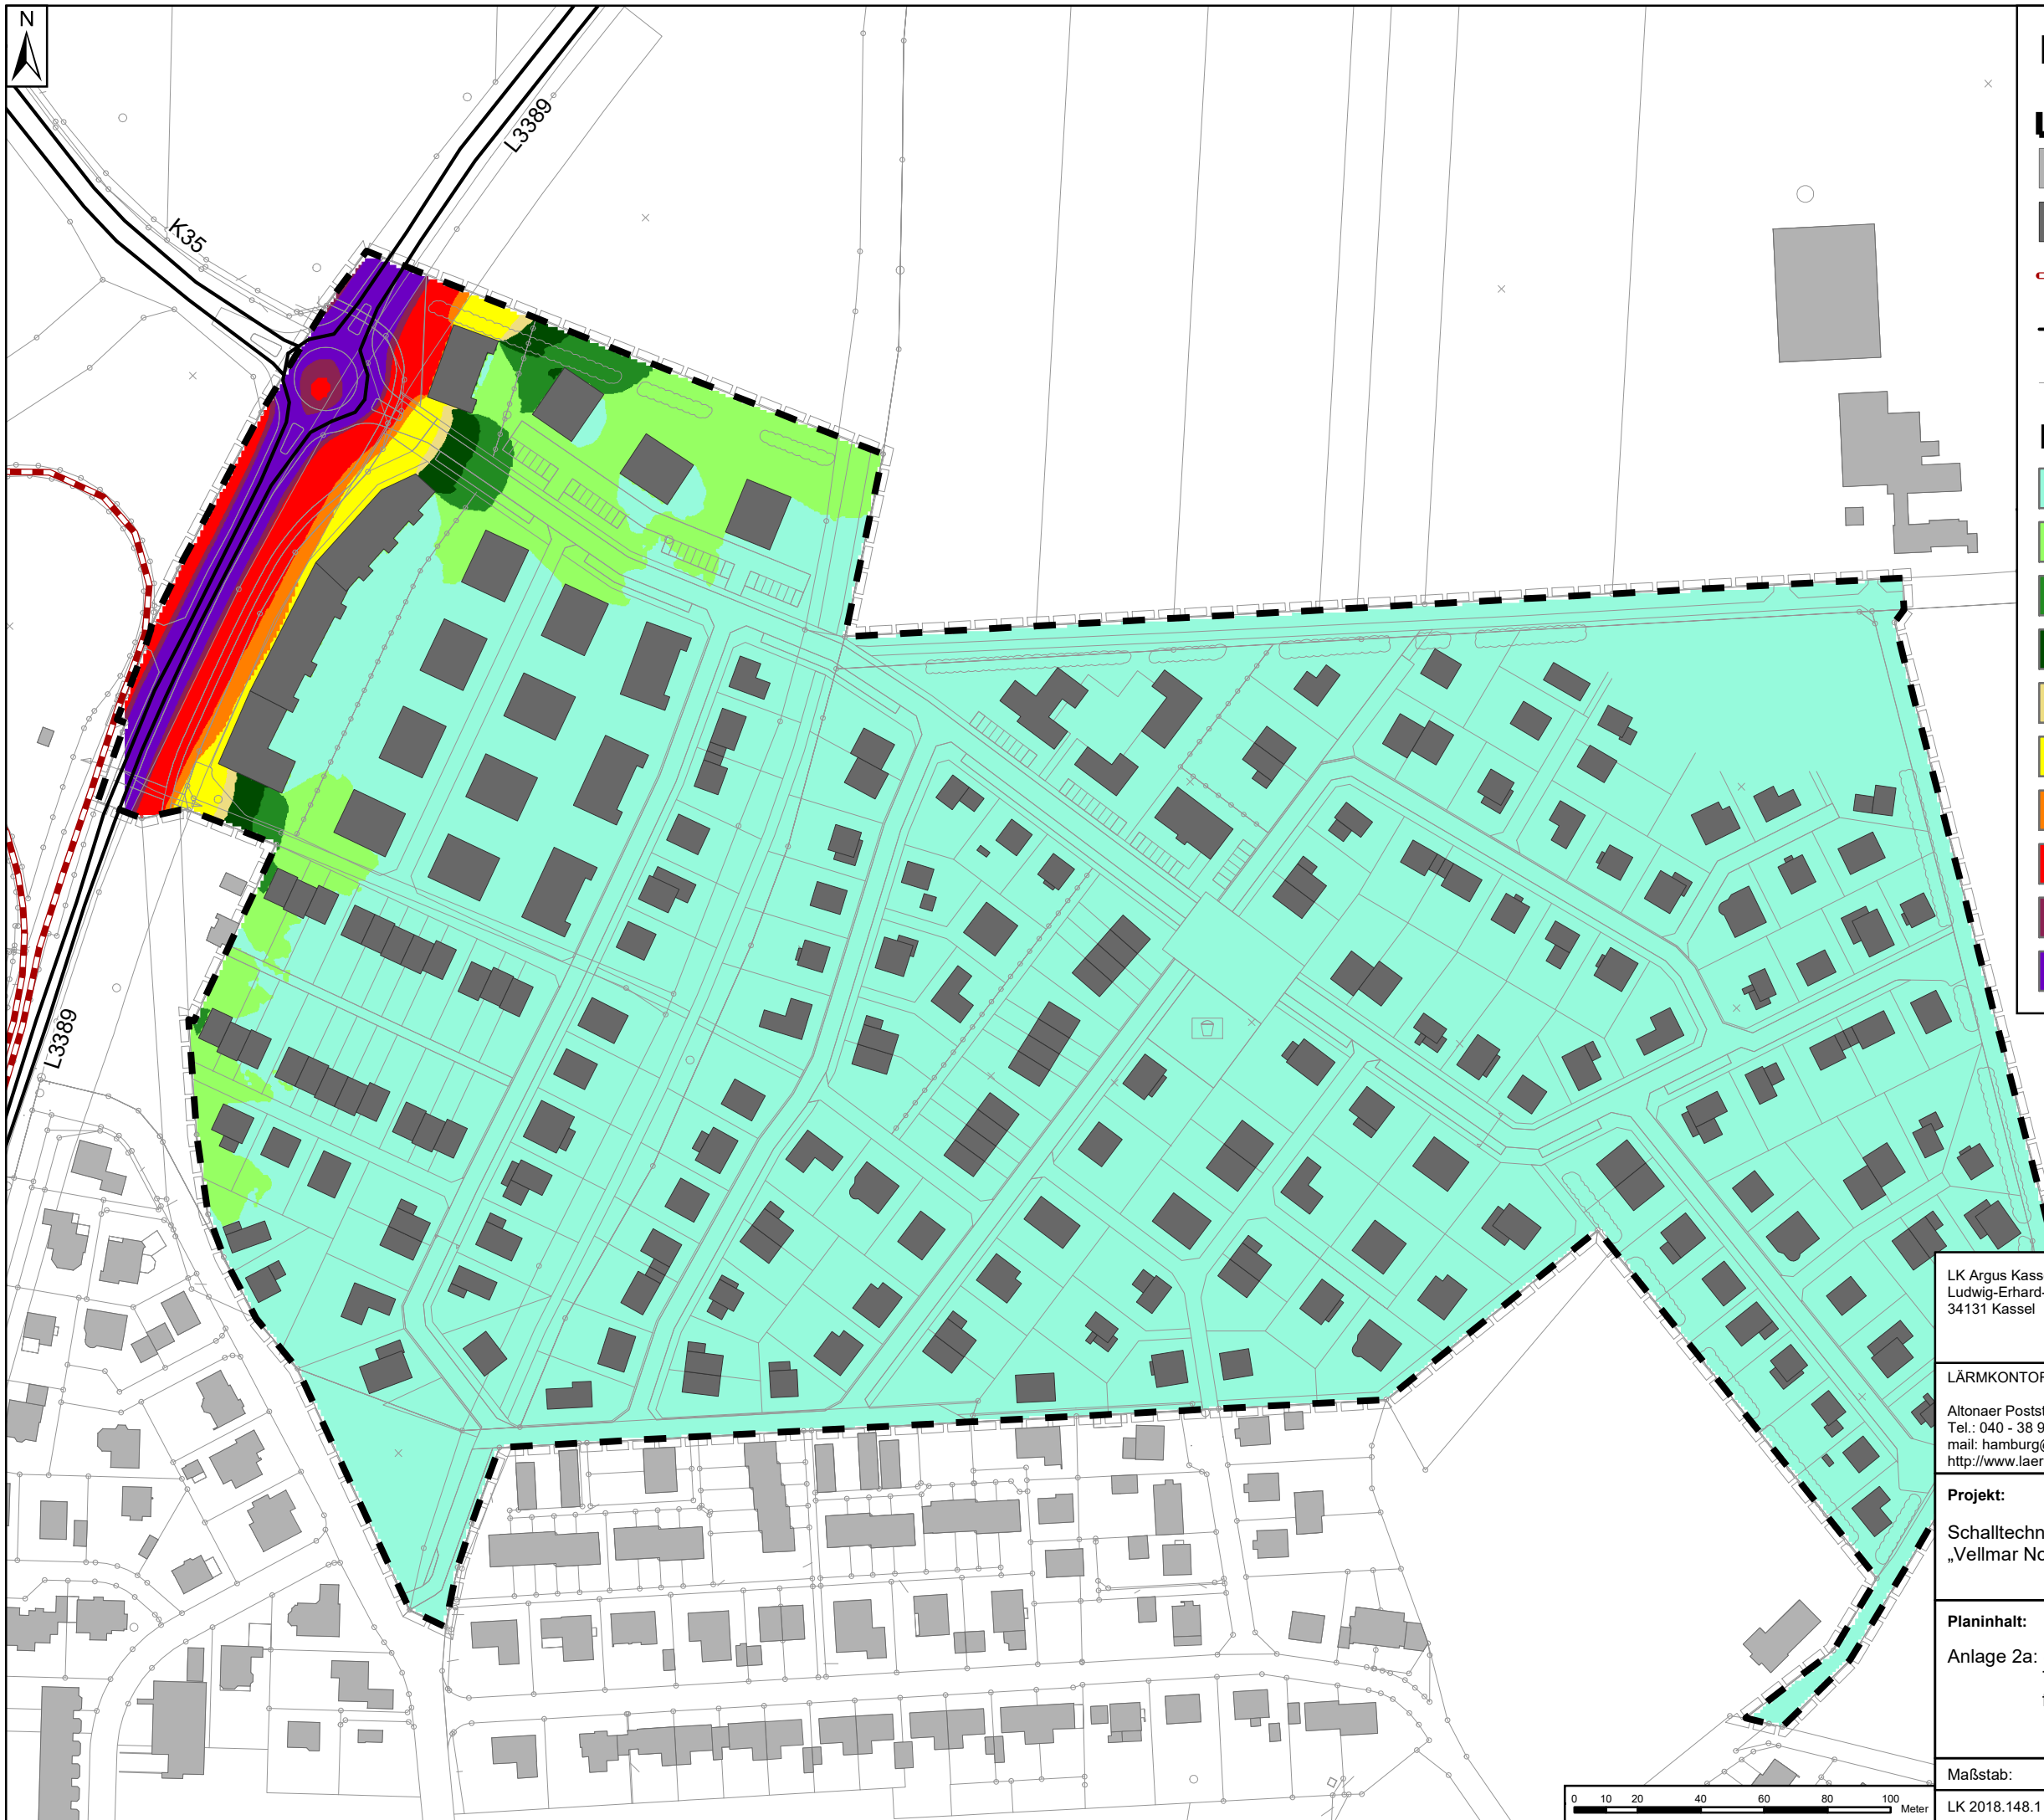 N
L3389
K35
L3389
LK Argus Kass
Ludwig-Erhard-
34131 Kassel
LÄRMKONTOR
Altonaer Postst
Tel.: 040 - 38 9
mail: hamburg@
http://www.laer
Projekt:
Schalltechn
„Vellmar No
Planinhalt:
Anlage 2a:
Maßstab:
0 10 20 40 60 80 100
Meter
LK 2018.148.1